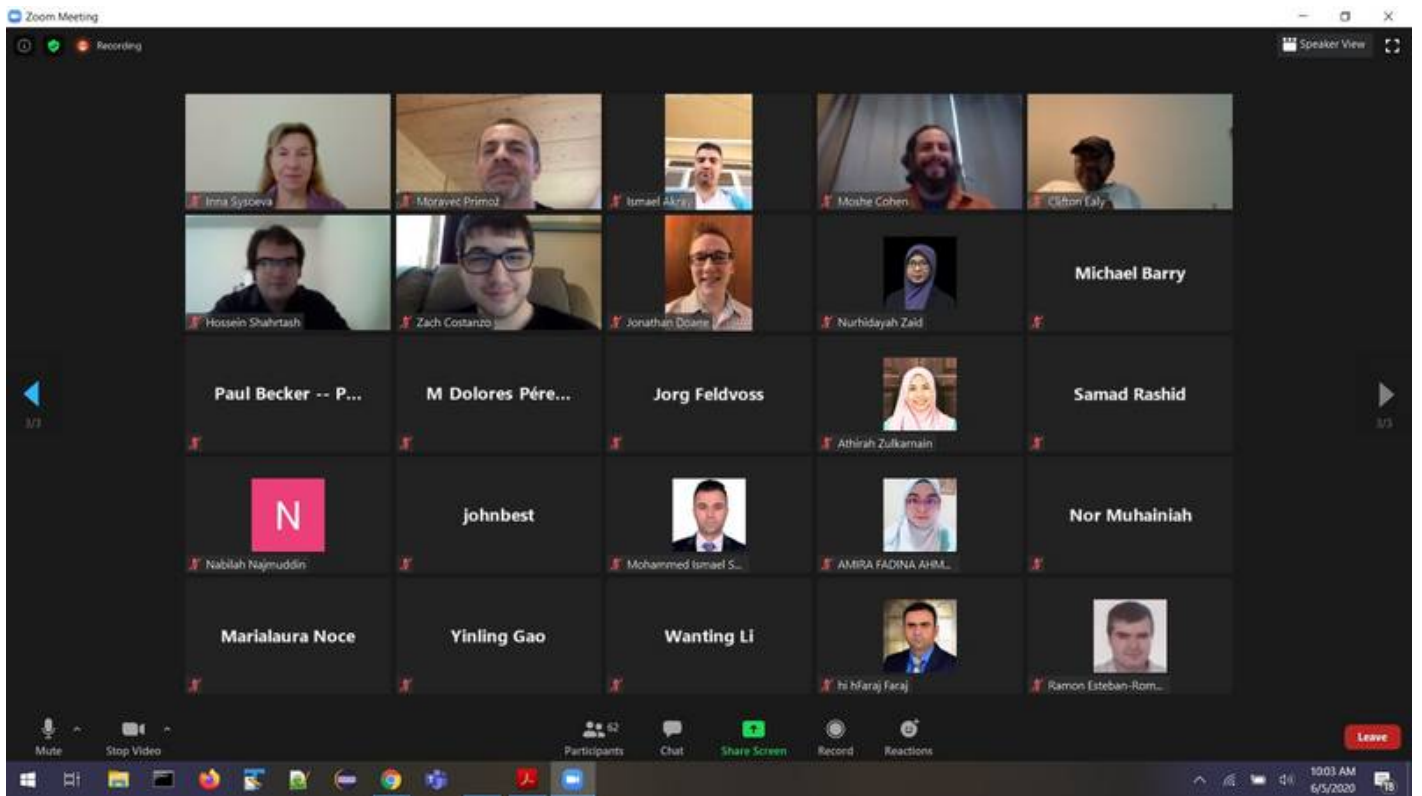 Zoom Meeting
Recording
Speaker View
Inna Sysoeva
Moravec Primož
Ismael Akray
Moshe Cohen
Clifton Ealy
Hossein Shahrtash
Zach Costanzo
Jonathan Doane
Nurhidayah Zaid
Michael Barry
Paul Becker -- P...
M Dolores Pére...
Jorg Feldvoss
Athirah Zulkarnain
Samad Rashid
3/3
3/3
N
Nabilah Najmuddin
johnbest
Mohammed Ismael S...
AMIRA FADINA AHM...
Nor Muhainiah
Marialaura Noce
Yinling Gao
Wanting Li
hi hFaraj Faraj
Ramon Esteban-Rom...
Mute
Stop Video
62
Participants
Chat
Share Screen
Record
Reactions
Leave
10:03 AM
6/5/2020
18